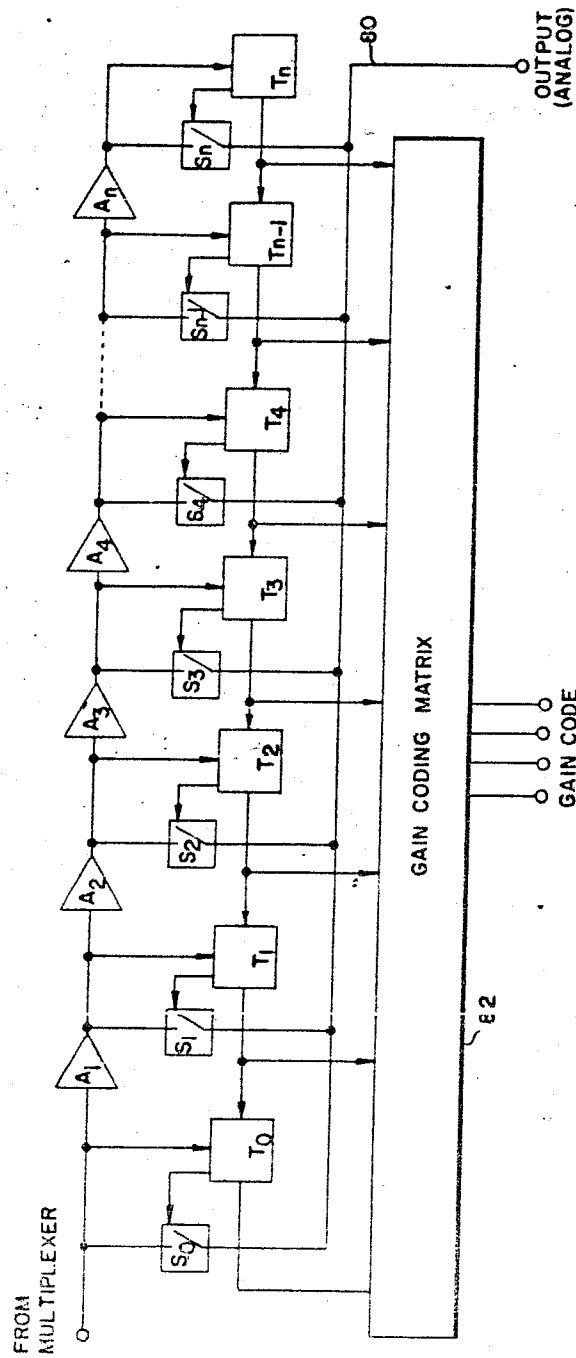 FROM
MULTIPLEXER
A1
A2
A3
A4
An
S0
S1
S2
S3
S4
Sn-1
Sn
T0
T1
T2
T3
T4
Tn-1
Tn
80
OUTPUT
(ANALOG)
GAIN CODING MATRIX
82
GAIN CODE